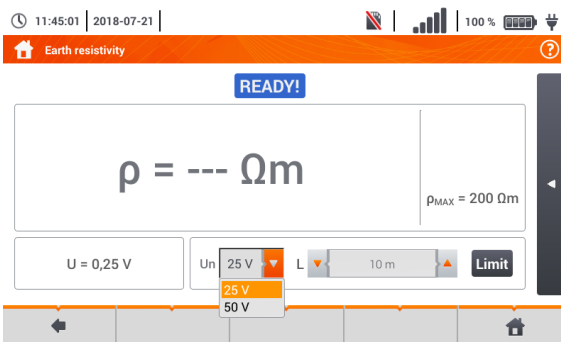 11:45:01 2018-07-21 100 %
Earth resistivity ?
READY!
ρ = --- Ωm
ρMAX = 200 Ωm
U = 0,25 V Un 25 V L 10 m Limit
25 V
50 V